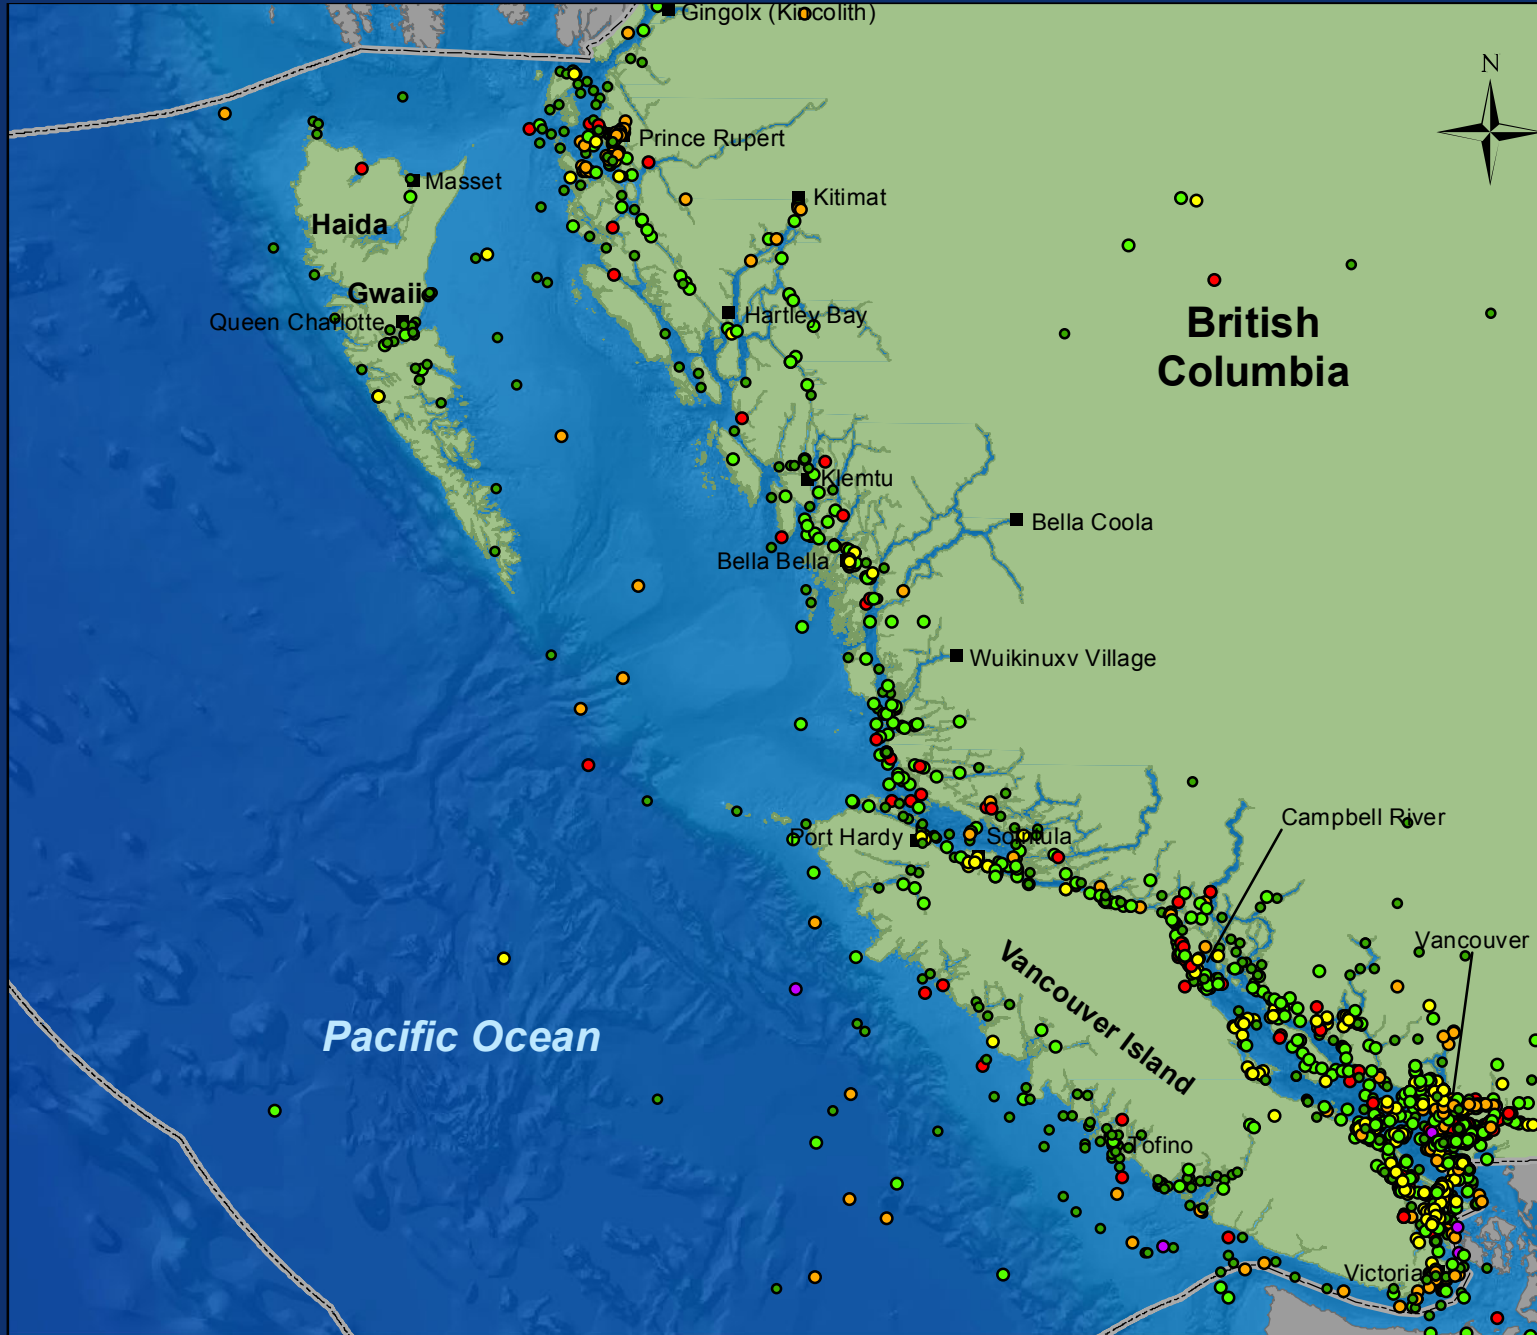 Gingolx (Kincolith)
N
Prince Rupert
Masset
Kitimat
Haida
Gwaii
Queen Charlotte
Hartley Bay
British
Columbia
Klemtu
Bella Coola
Bella Bella
Wuikinuxv Village
Campbell River
Port Hardy
Sointula
Vancouver
Vancouver Island
Pacific Ocean
Tofino
Victoria